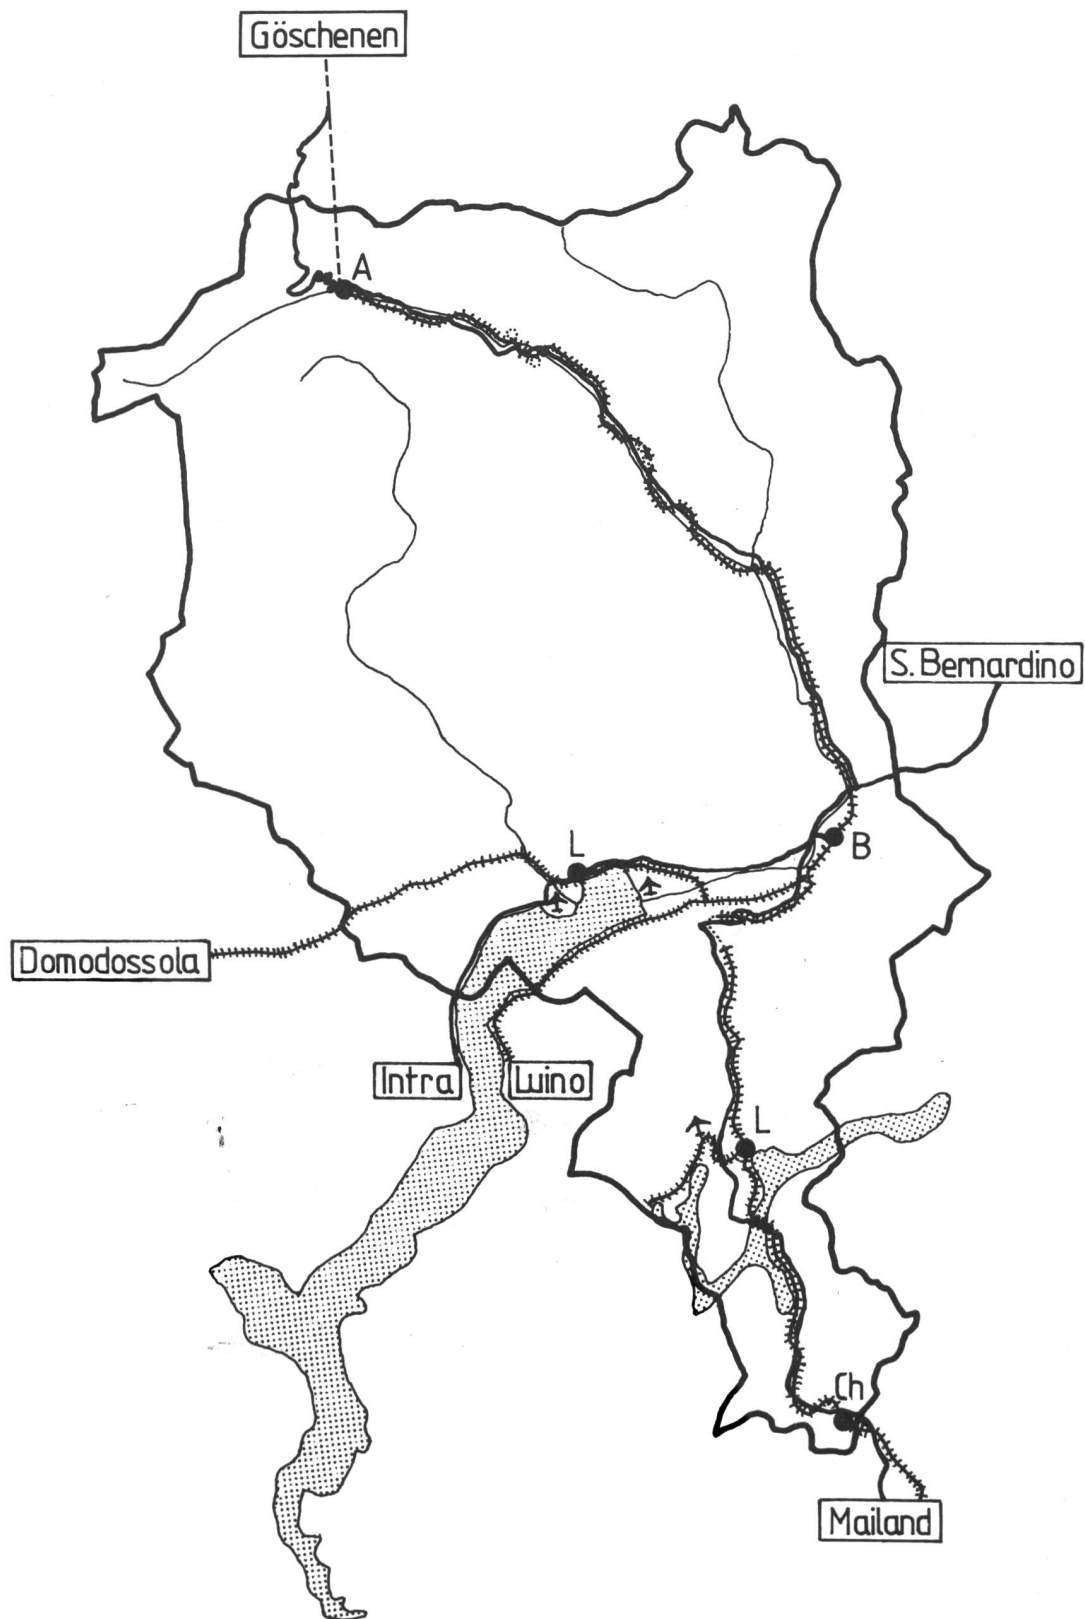 Göschenen
A
S. Bernardino
L
B
Domodossola
Intra
Luino
L
Ch
Mailand